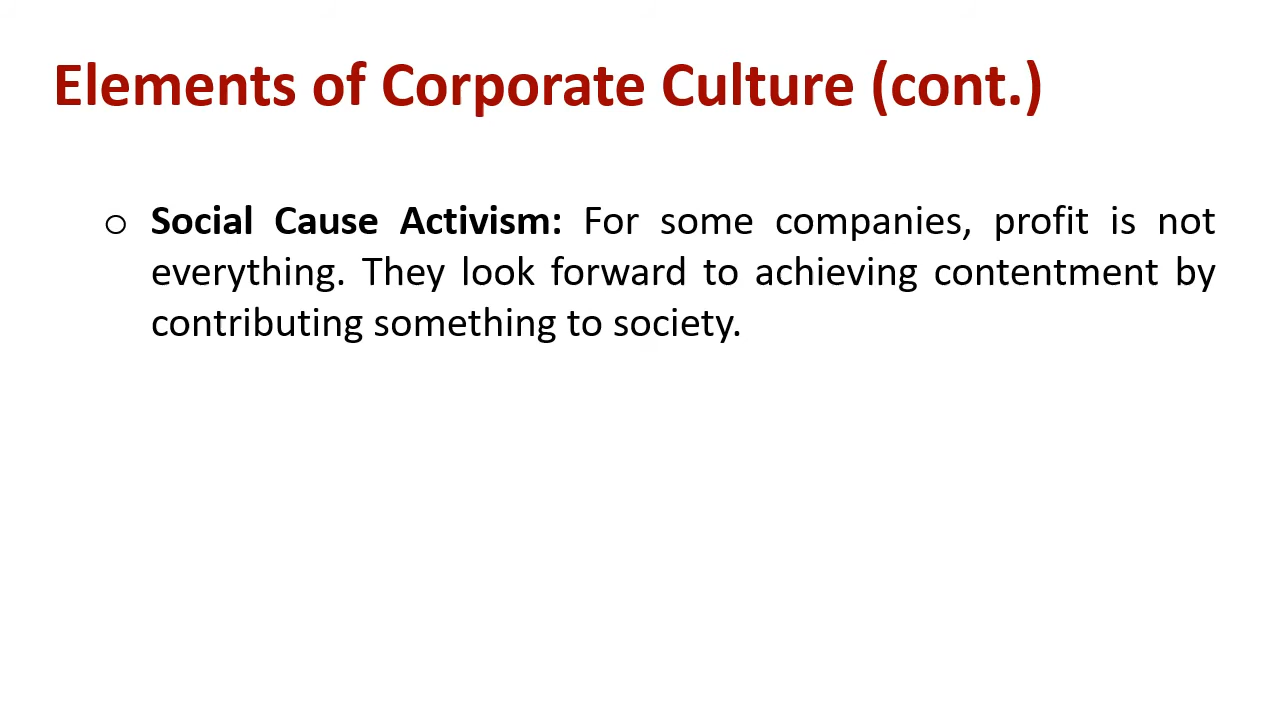 Elements of Corporate Culture (cont.)
o Social Cause Activism: For some companies, profit is not
everything. They look forward to achieving contentment by
contributing something to society.